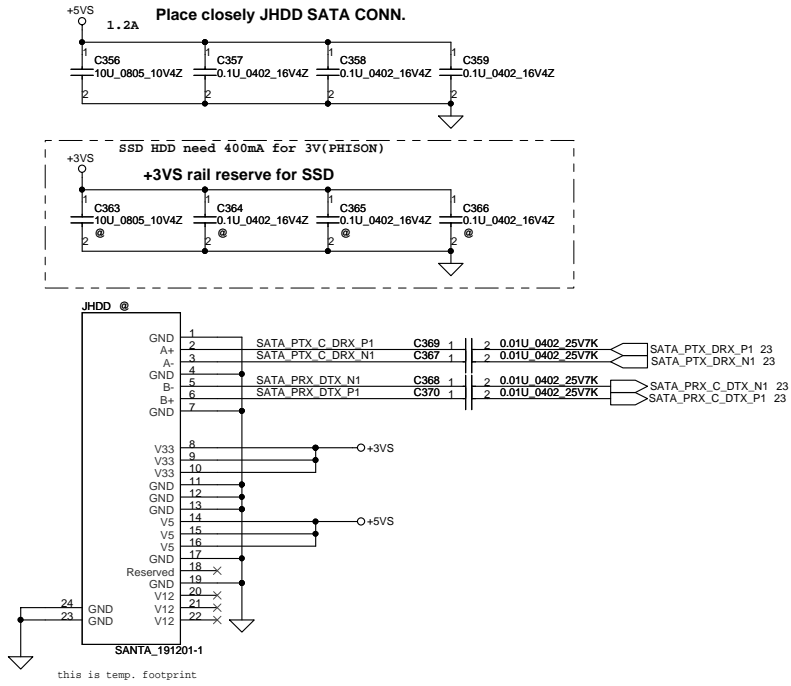 +5VS
1.2A
Place closely JHDD SATA CONN.
1 C356 10U_0805_10V4Z 2
1 C357 0.1U_0402_16V4Z 2
1 C358 0.1U_0402_16V4Z 2
1 C359 0.1U_0402_16V4Z 2
SSD HDD need 400mA for 3V(PHISON)
+3VS
+3VS rail reserve for SSD
1 C363 10U_0805_10V4Z @ 2
1 C364 0.1U_0402_16V4Z @ 2
1 C365 0.1U_0402_16V4Z @ 2
1 C366 0.1U_0402_16V4Z @ 2
JHDD @
GND 1
A+ 2 SATA_PTX_C_DRX_P1 C369 1 2 0.01U_0402_25V7K SATA_PTX_DRX_P1 23
A- 3 SATA_PTX_C_DRX_N1 C367 1 2 0.01U_0402_25V7K SATA_PTX_DRX_N1 23
GND 4
B- 5 SATA_PRX_DTX_N1 C368 1 2 0.01U_0402_25V7K SATA_PRX_C_DTX_N1 23
B+ 6 SATA_PRX_DTX_P1 C370 1 2 0.01U_0402_25V7K SATA_PRX_C_DTX_P1 23
GND 7
V33 8 +3VS
V33 9
V33 10
GND 11
GND 12
GND 13
V5 14 +5VS
V5 15
V5 16
GND 17
Reserved 18
GND 19
V12 20
24 GND V12 21
23 GND V12 22
SANTA_191201-1
this is temp. footprint